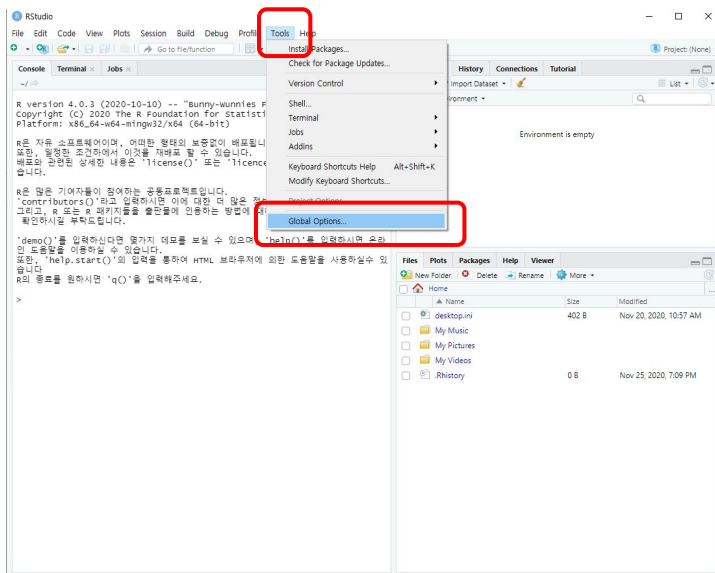 RStudio
File Edit Code View Plots Session Build Debug Profile Tools Help
Go to file/function
Project: (None)
Console Terminal Jobs
~/
R version 4.0.3 (2020-10-10) -- "Bunny-Wunnies F
Copyright (C) 2020 The R Foundation for Statisti
Platform: x86_64-w64-mingw32/x64 (64-bit)
R은 자유 소프트웨어이며, 어떠한 형태의 보증없이 배포됩니
또한, 일정한 조건하에서 이것을 재배포 할 수 있습니다.
배포와 관련된 상세한 내용은 'license()' 또는 'licence
습니다.
R은 많은 기여자들이 참여하는 공동프로젝트입니다.
'contributors()'라고 입력하시면 이에 대한 더 많은
그리고, R 또는 R 패키지들을 출판물에 인용하는 방법에
확인하시길 부탁드립니다.
'demo()'를 입력하신다면 몇가지 데모를 보실 수 있으며, 'help()'를 입력하시면 온라
인 도움말을 이용하실 수 있습니다.
또한, 'help.start()'의 입력을 통하여 HTML 브라우저에 의한 도움말을 사용하실수 있
습니다
R의 종료를 원하시면 'q()'을 입력해주세요.
>
Install Packages...
Check for Package Updates...
Version Control
Shell...
Terminal
Jobs
Addins
Keyboard Shortcuts Help Alt+Shift+K
Modify Keyboard Shortcuts...
Project Options...
Global Options...
History Connections Tutorial
Import Dataset
List
ironment
Environment is empty
Files Plots Packages Help Viewer
New Folder Delete Rename More
Home
Name Size Modified
desktop.ini 402 B Nov 20, 2020, 10:57 AM
My Music
My Pictures
My Videos
.Rhistory 0 B Nov 25, 2020, 7:09 PM